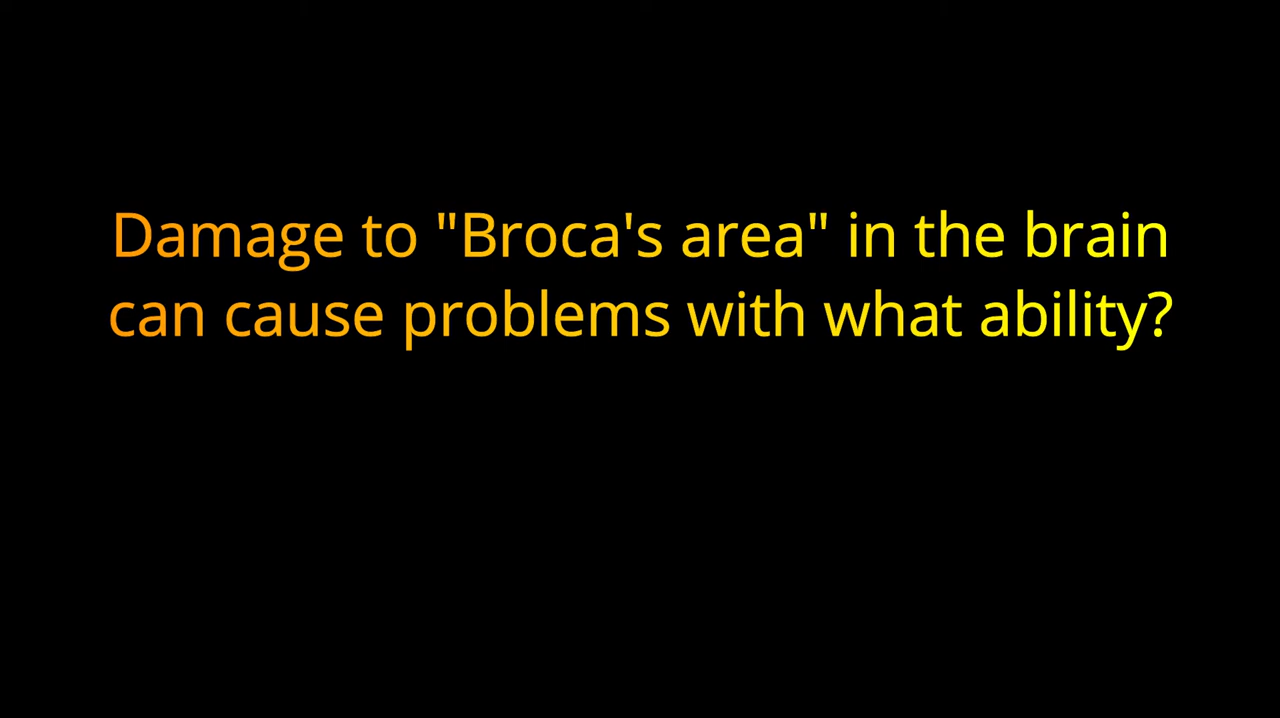 Damage to "Broca's area" in the brain
can cause problems with what ability?